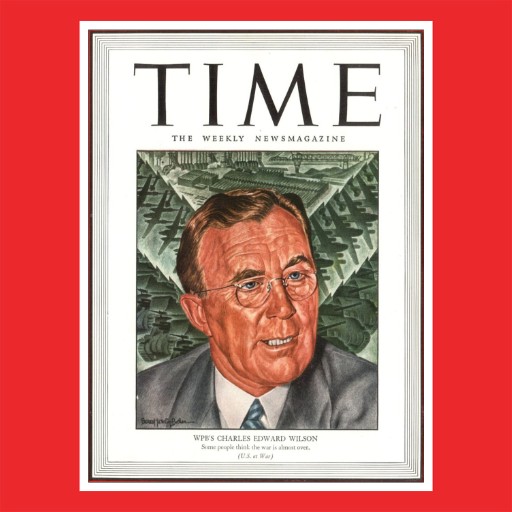 TIME
THE WEEKLY NEWSMAGAZINE
WPB'S CHARLES EDWARD WILSON
Some people think the war is almost over.
(U.S. at War)